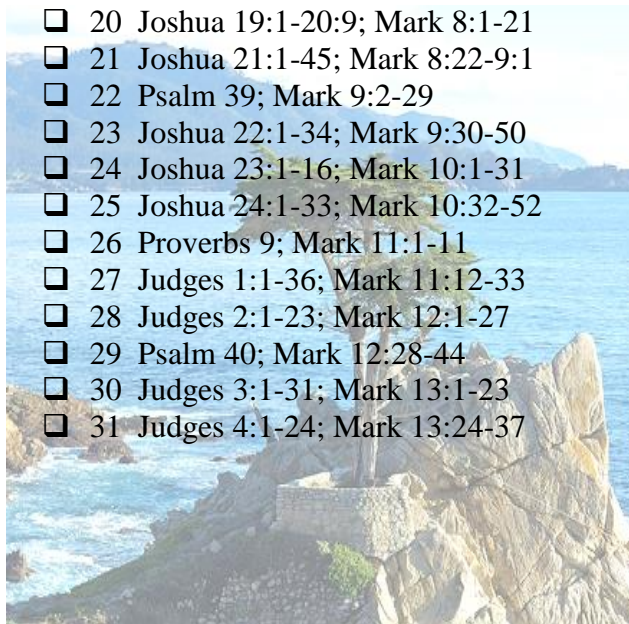 ❑ 20 Joshua 19:1-20:9; Mark 8:1-21
❑ 21 Joshua 21:1-45; Mark 8:22-9:1
❑ 22 Psalm 39; Mark 9:2-29
❑ 23 Joshua 22:1-34; Mark 9:30-50
❑ 24 Joshua 23:1-16; Mark 10:1-31
❑ 25 Joshua 24:1-33; Mark 10:32-52
❑ 26 Proverbs 9; Mark 11:1-11
❑ 27 Judges 1:1-36; Mark 11:12-33
❑ 28 Judges 2:1-23; Mark 12:1-27
❑ 29 Psalm 40; Mark 12:28-44
❑ 30 Judges 3:1-31; Mark 13:1-23
❑ 31 Judges 4:1-24; Mark 13:24-37